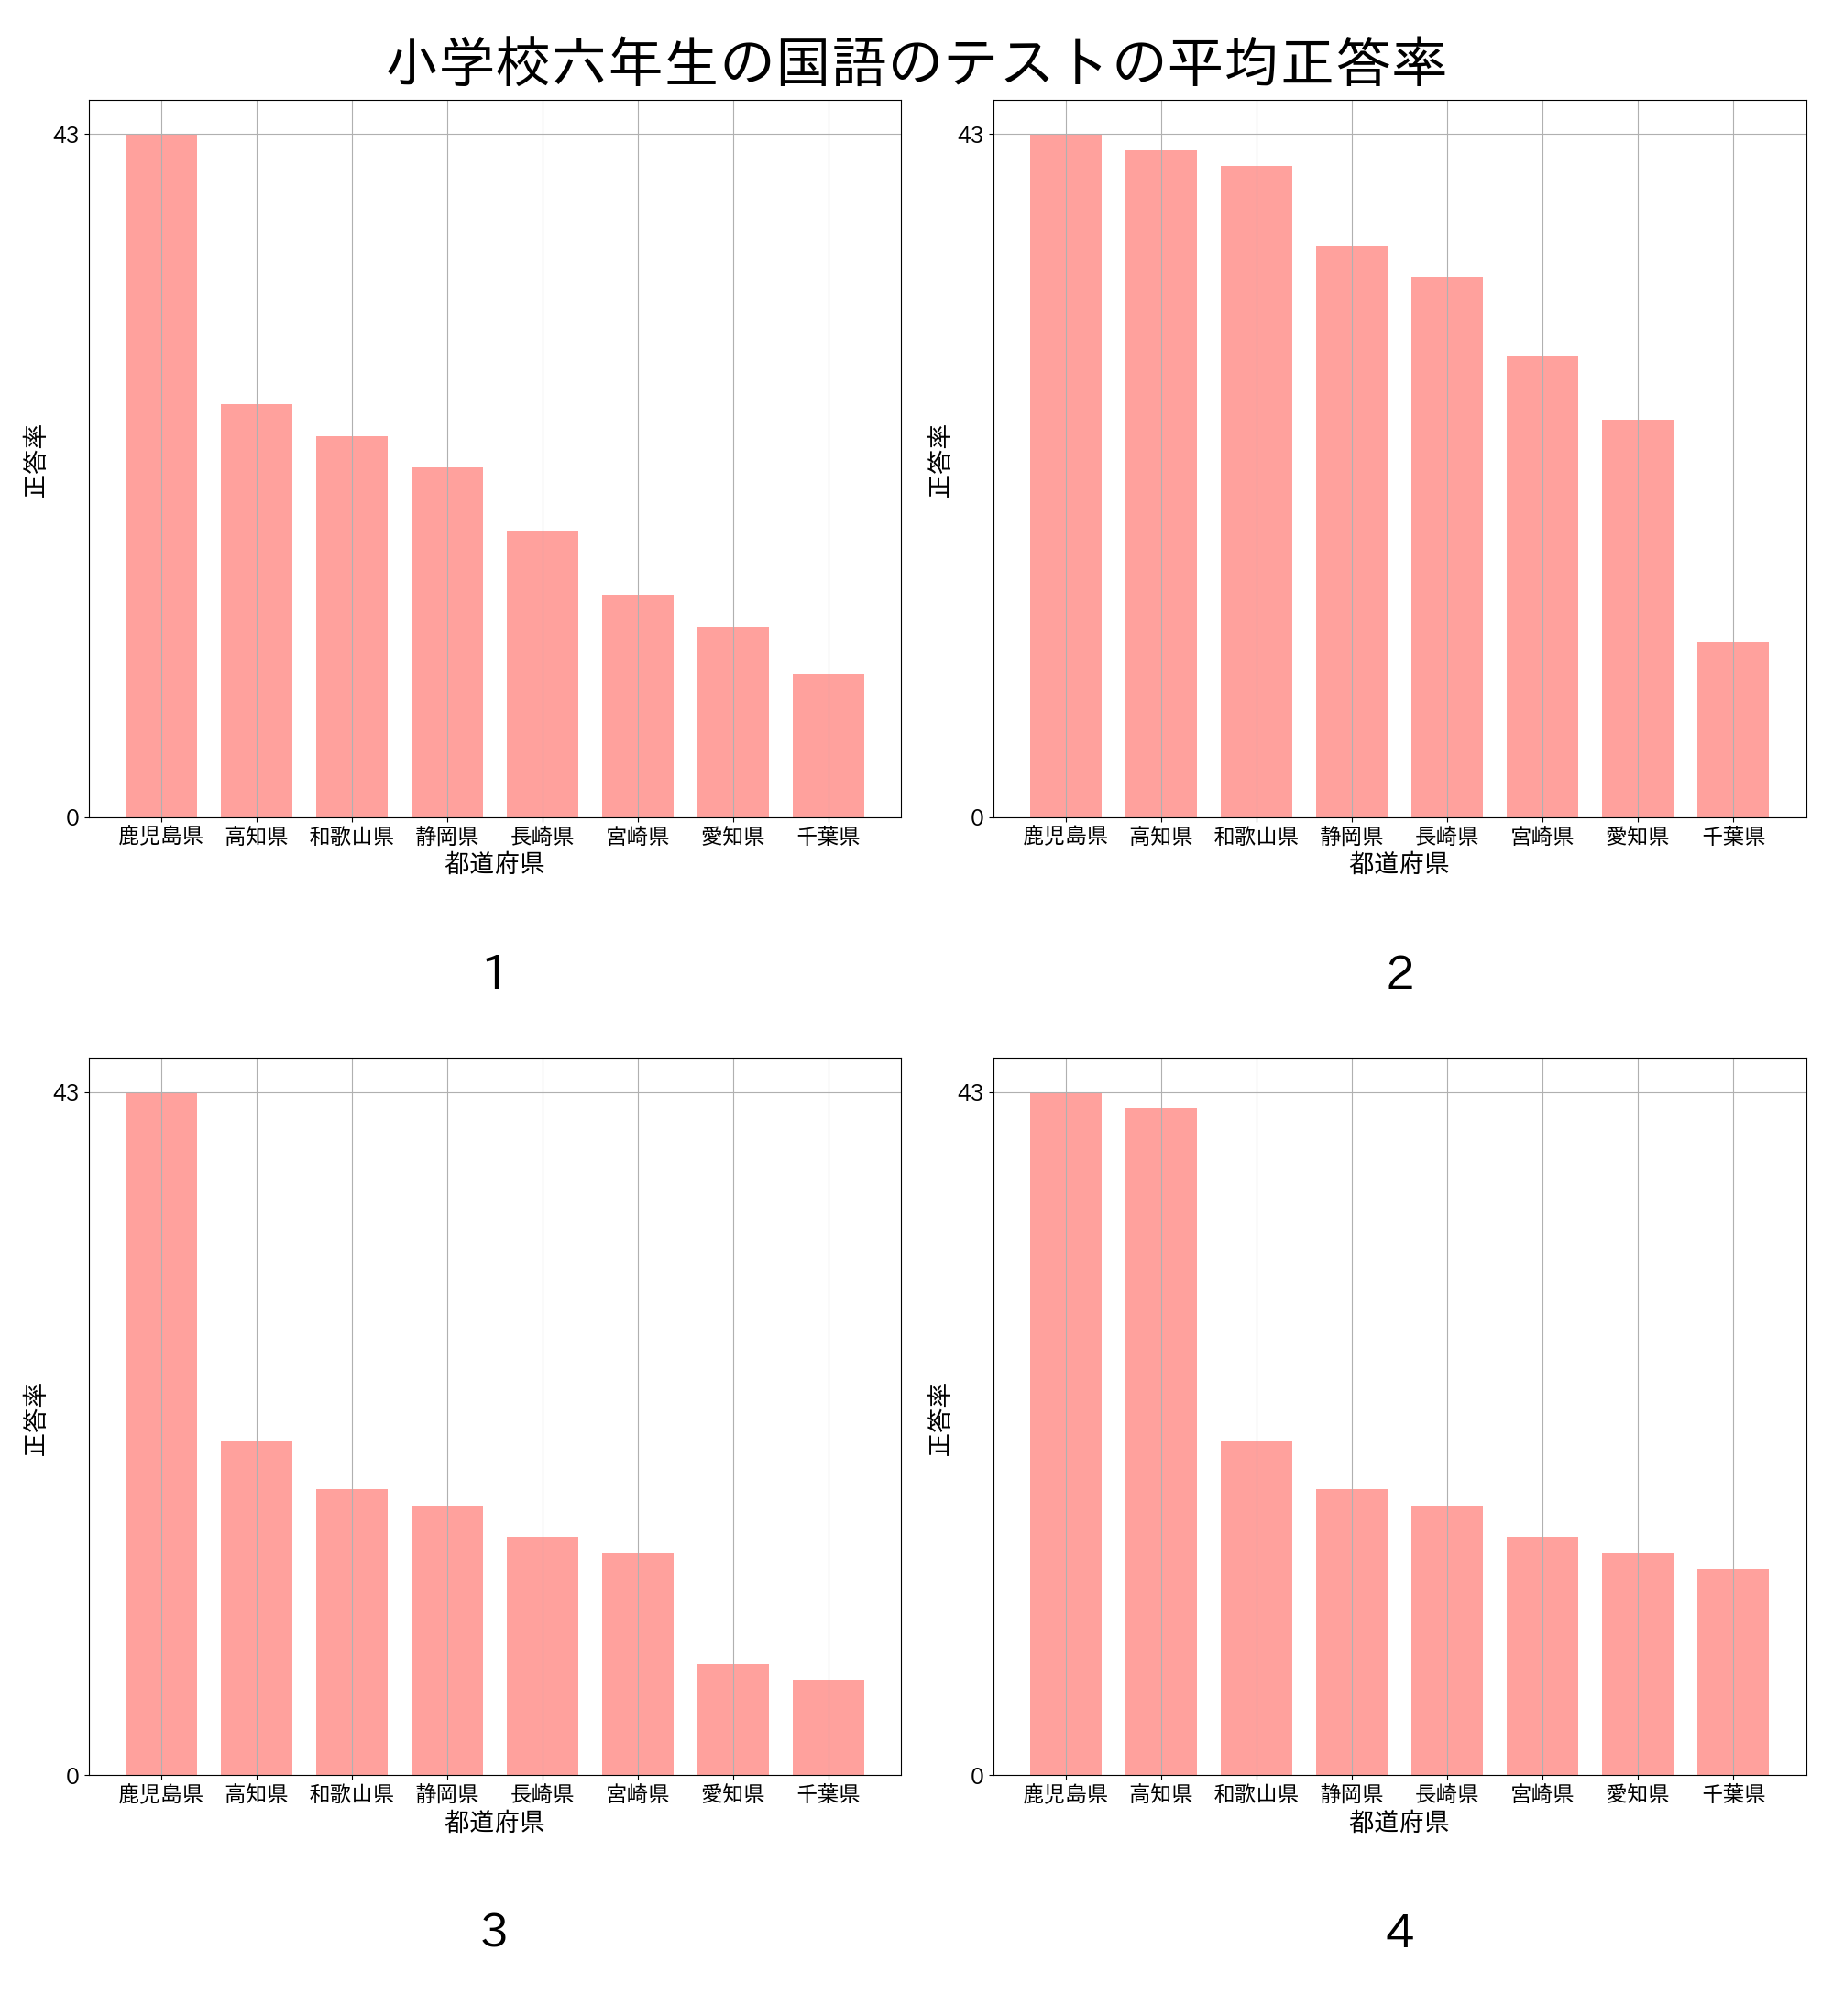 小学校六年生の国語のテストの平均正答率
43
0
正答率
鹿児島県 高知県 和歌山県 静岡県 長崎県 宮崎県 愛知県 千葉県
都道府県
1
43
0
正答率
鹿児島県 高知県 和歌山県 静岡県 長崎県 宮崎県 愛知県 千葉県
都道府県
2
43
0
正答率
鹿児島県 高知県 和歌山県 静岡県 長崎県 宮崎県 愛知県 千葉県
都道府県
3
43
0
正答率
鹿児島県 高知県 和歌山県 静岡県 長崎県 宮崎県 愛知県 千葉県
都道府県
4